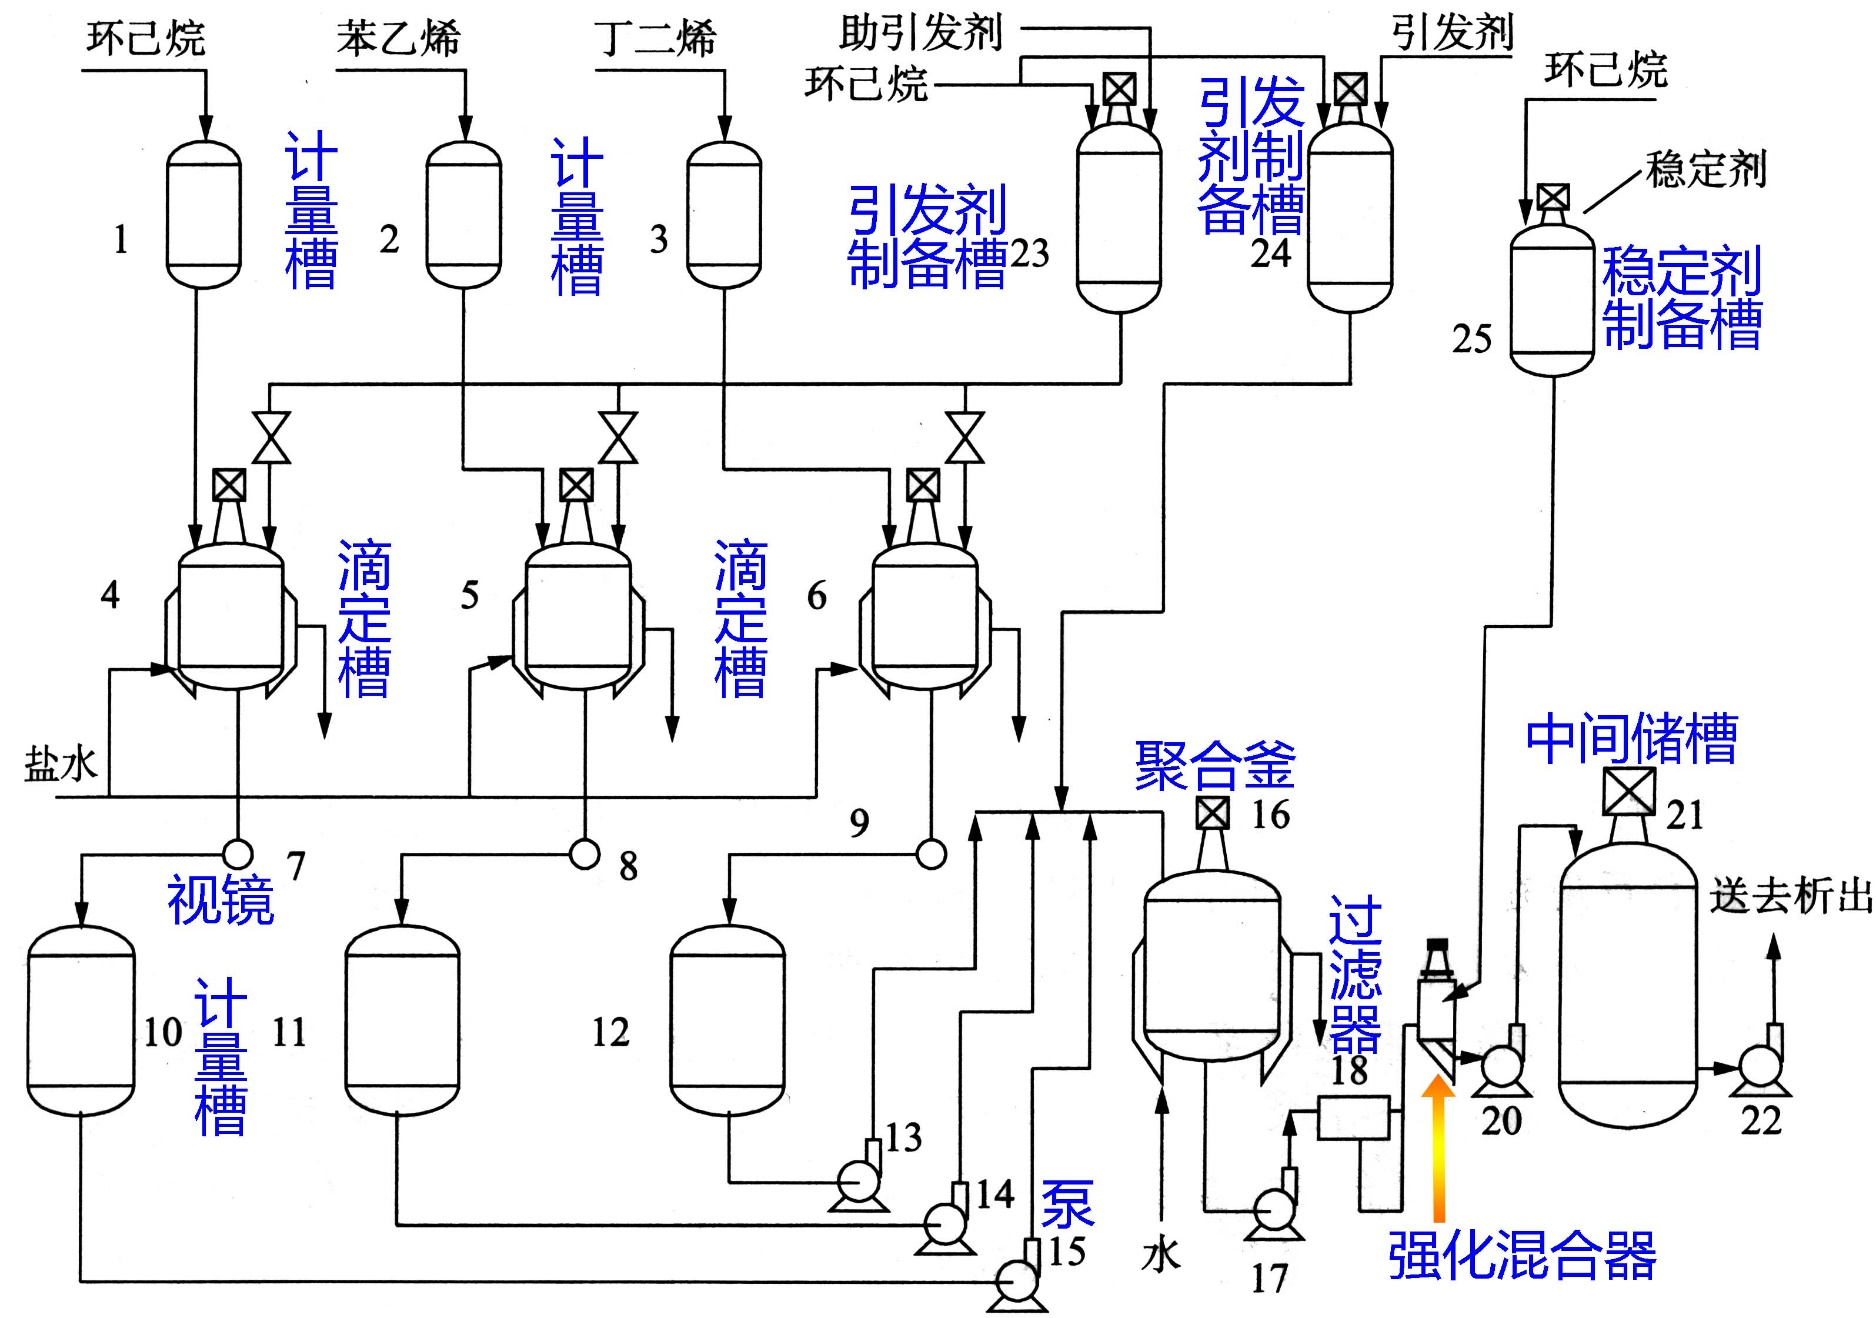 环己烷
苯乙烯
丁二烯
助引发剂
环己烷
引发剂
环己烷
稳定剂
1
计量槽
2
计量槽
3
引发剂
制备槽
23
引发
剂制
备槽
24
稳定剂
制备槽
25
4
滴定槽
5
滴定槽
6
盐水
7
视镜
8
9
10
计量槽
11
12
13
14
泵
15
聚合釜
16
水
17
过滤器
18
强化混合器
20
中间储槽
21
送去析出
22